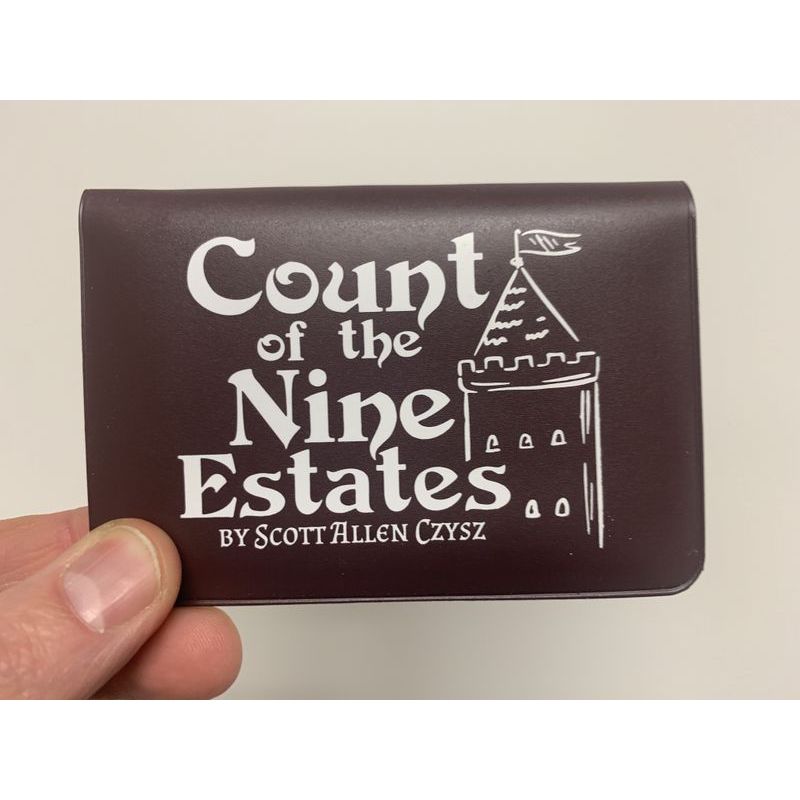 Count
of the
Nine
Estates
BY SCOTT ALLEN CZYSZ